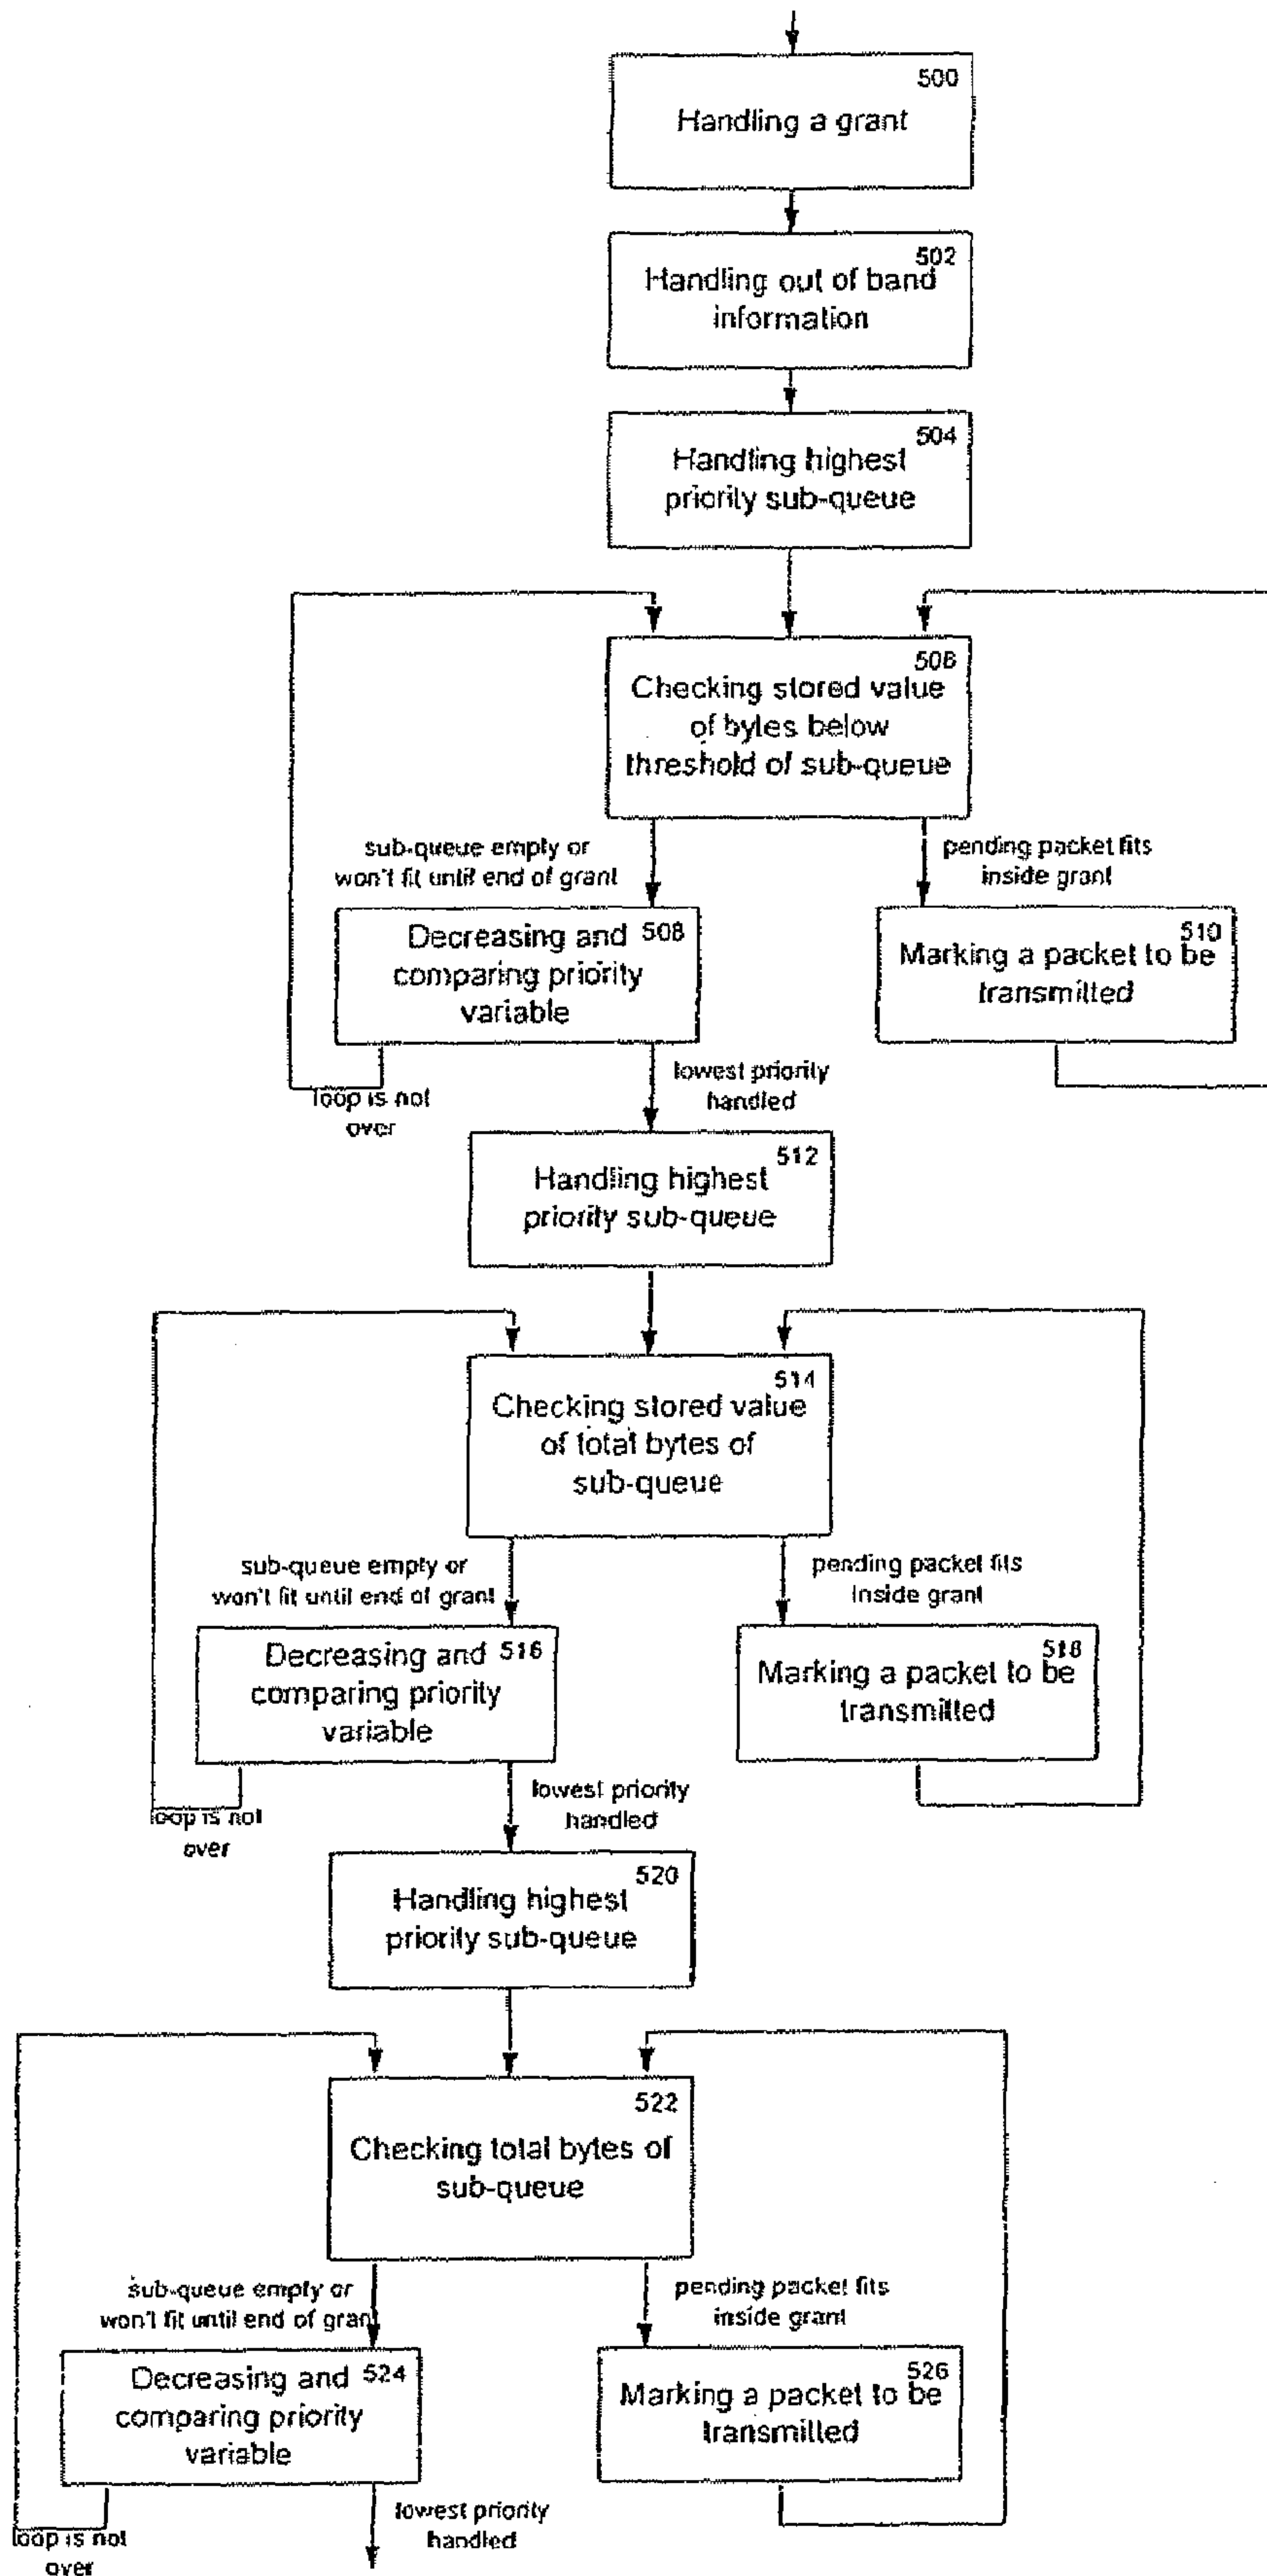 500
Handling a grant
502
Handling out of band
information
504
Handling highest
priority sub-queue
506
Checking stored value
of bytes below
threshold of sub-queue
sub-queue empty or
won't fit until end of grant
pending packet fits
inside grant
Decreasing and 508
comparing priority
variable
510
Marking a packet to be
transmitted
loop is not
over
lowest priority
handled
512
Handling highest
priority sub-queue
514
Checking stored value
of total bytes of
sub-queue
sub-queue empty or
won't fit until end of grant
pending packet fits
inside grant
Decreasing and 516
comparing priority
variable
518
Marking a packet to be
transmitted
loop is not
over
lowest priority
handled
520
Handling highest
priority sub-queue
522
Checking total bytes of
sub-queue
sub-queue empty or
won't fit until end of grant
pending packet fits
inside grant
Decreasing and 524
comparing priority
variable
526
Marking a packet to be
transmitted
loop is not
over
lowest priority
handled